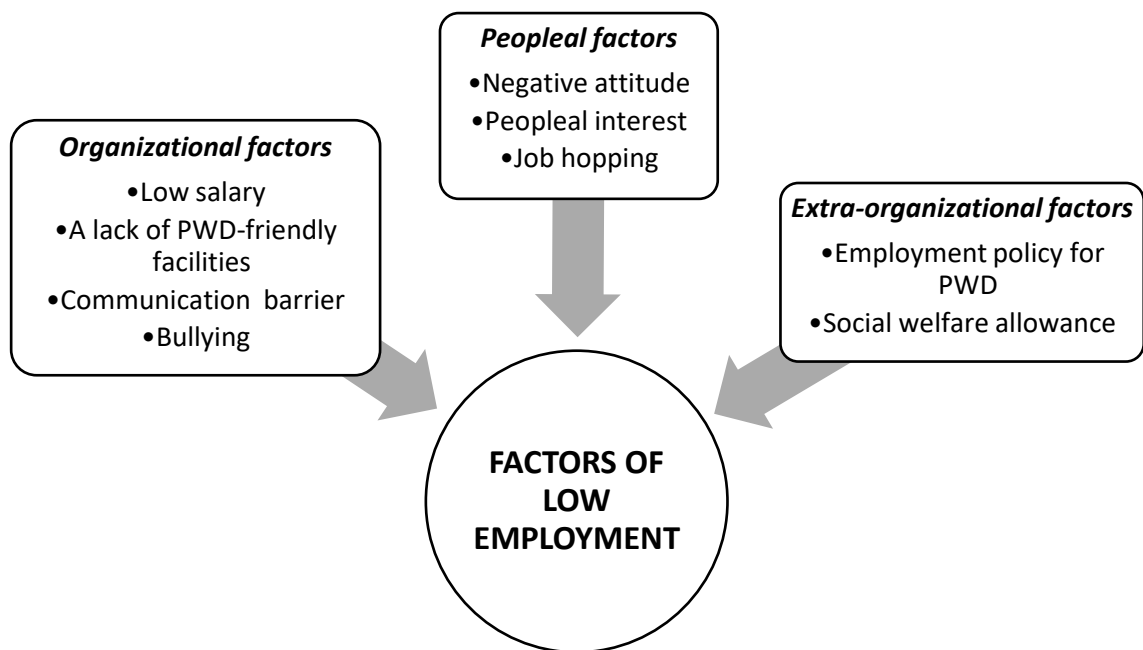 Peopleal factors
•Negative attitude
•Peopleal interest
•Job hopping
Organizational factors
•Low salary
•A lack of PWD-friendly
facilities
•Communication barrier
•Bullying
Extra-organizational factors
•Employment policy for
PWD
•Social welfare allowance
FACTORS OF
LOW
EMPLOYMENT